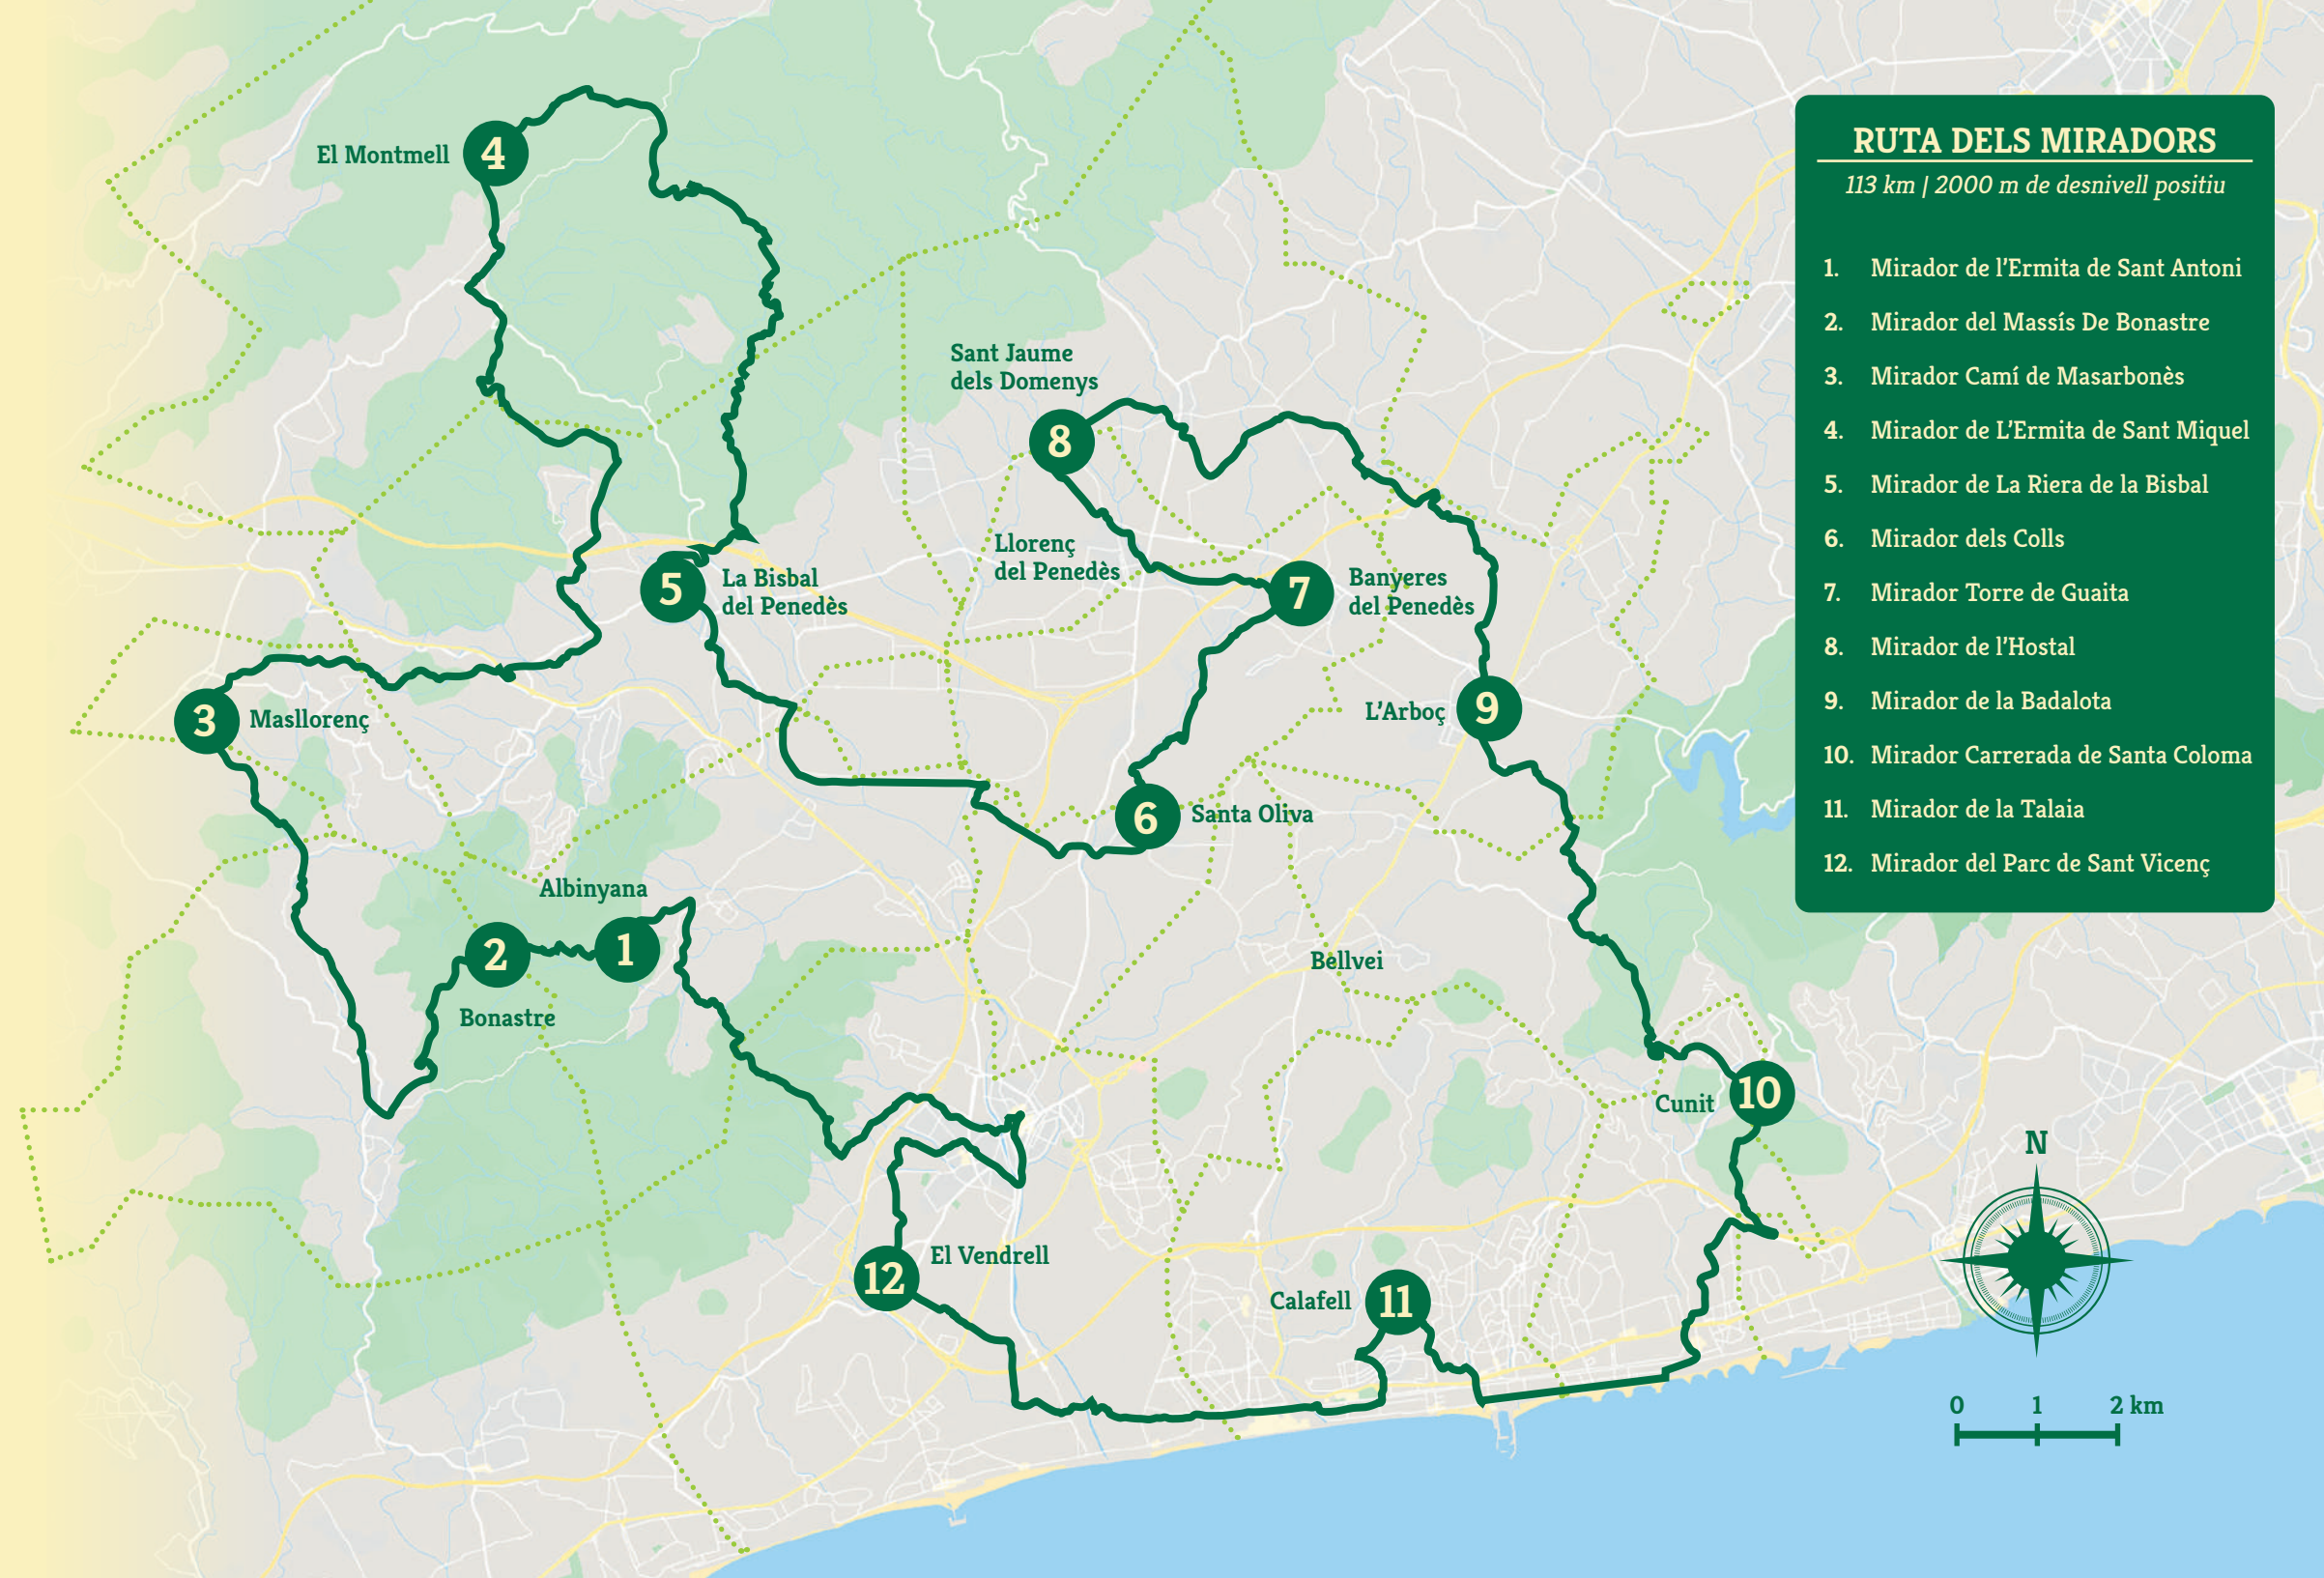 RUTA DELS MIRADORS
113 km | 2000 m de desnivell positiu
1. Mirador de l'Ermita de Sant Antoni
2. Mirador del Massís De Bonastre
3. Mirador Camí de Masarbonès
4. Mirador de L'Ermita de Sant Miquel
5. Mirador de La Riera de la Bisbal
6. Mirador dels Colls
7. Mirador Torre de Guaita
8. Mirador de l'Hostal
9. Mirador de la Badalota
10. Mirador Carrerada de Santa Coloma
11. Mirador de la Talaia
12. Mirador del Parc de Sant Vicenç
El Montmell
4
Sant Jaume
dels Domenys
8
Llorenç
del Penedès
5
La Bisbal
del Penedès
7
Banyeres
del Penedès
3
Masllorenç
L'Arboç
9
6
Santa Oliva
Albinyana
2
1
Bonastre
Bellvei
10
Cunit
El Vendrell
12
Calafell
11
N
0 1 2 km